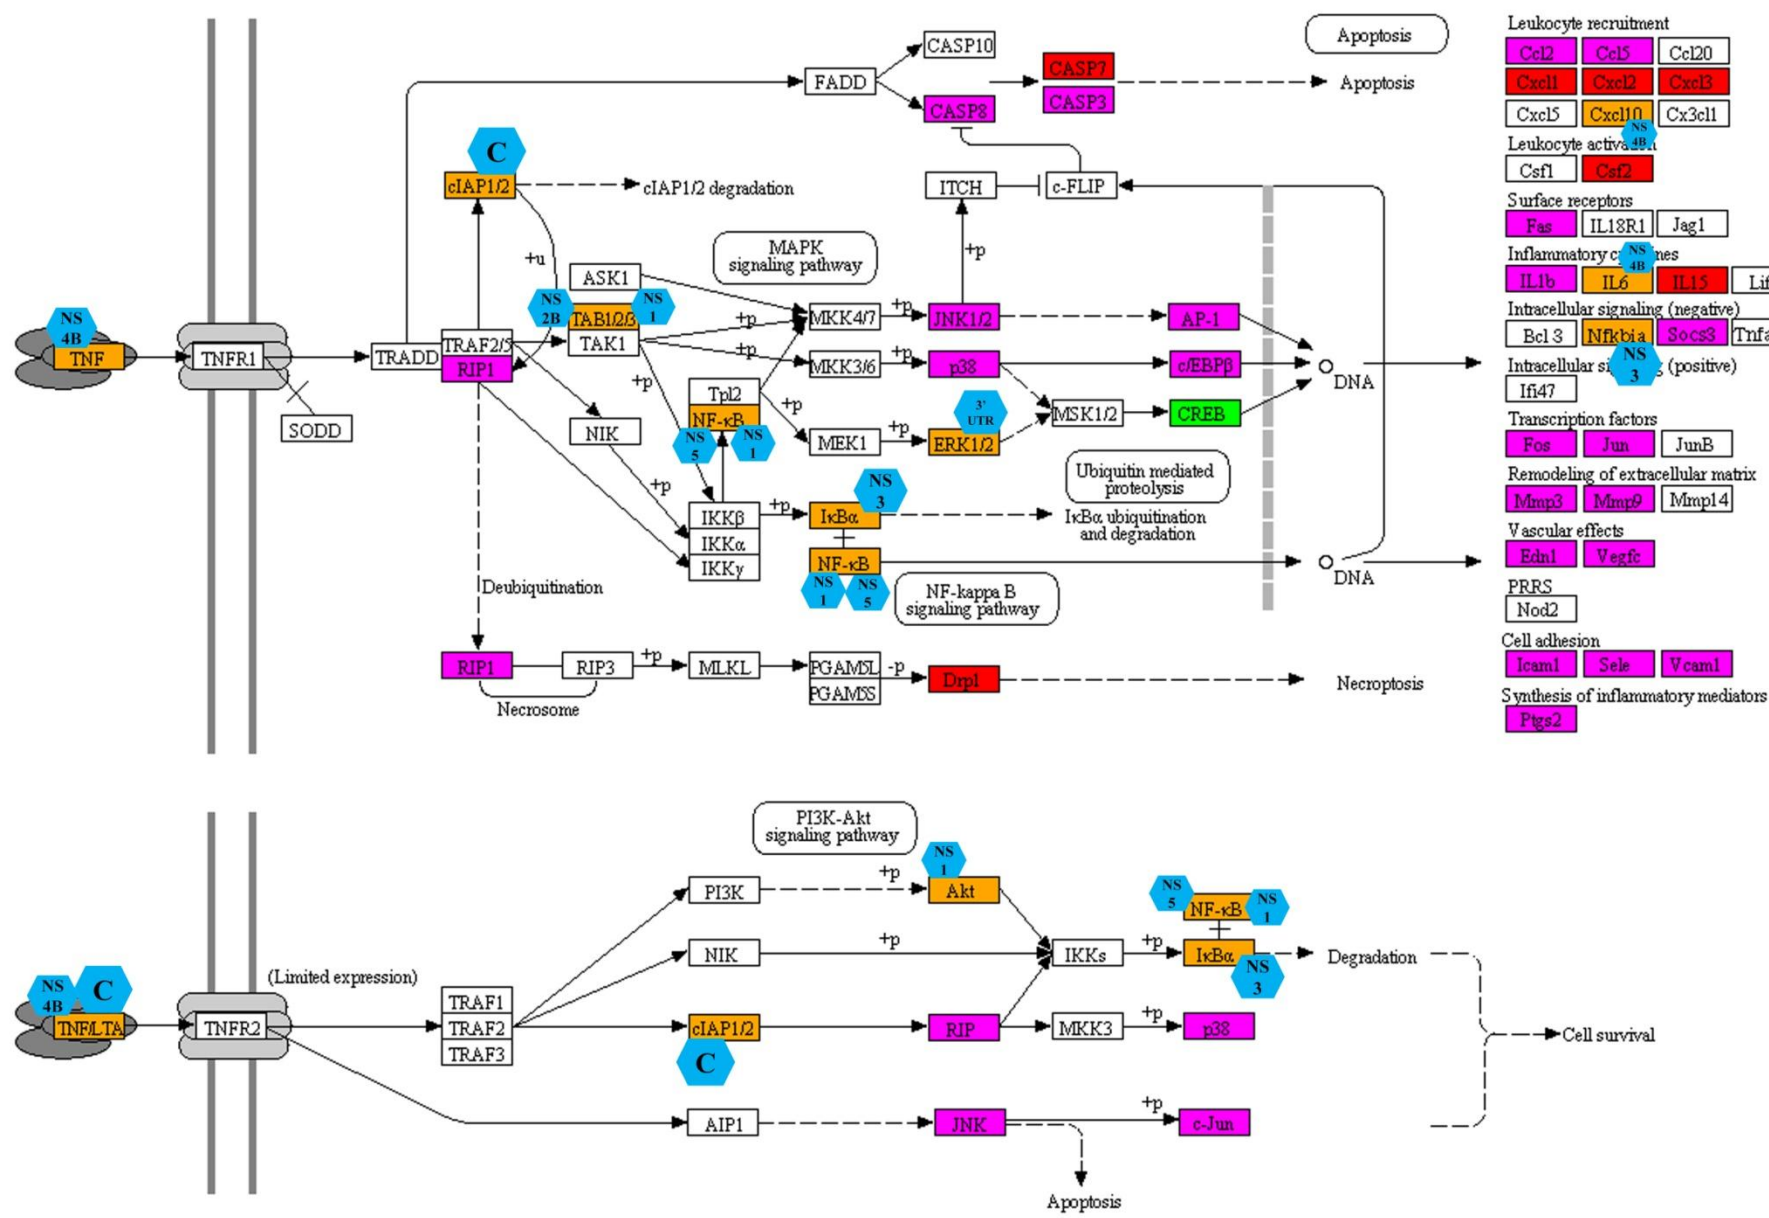 Leukocyte recruitment
Ccl2 Ccl5 Ccl20
Cxcl1 Cxcl2 Cxcl3
Cxcl5 Cxcl10 Cx3cl1
NS
4B
Leukocyte
Csf1 Csf2
Surface receptors
Fas IL18R1 Jag1
Inflammatory
NS
4B
IL1b IL6 IL15 Lif
Intracellular signaling (negative)
Bcl3 Nfkbia Socs3 Tnfa
Intracellular (positive)
NS
3
Ifi47
Transcription factors
Fos Jun JunB
Remodeling of extracellular matrix
Mmp3 Mmp9 Mmp14
Vascular effects
Edn1 Vegfc
PRRS
Nod2
Cell adhesion
Icam1 Sele Vcam1
Synthesis of inflammatory mediators
Ptgs2
Apoptosis
CASP10
FADD
CASP8
CASP7
CASP3
Apoptosis
C
cIAP1/2
cIAP1/2 degradation
ITCH
c-FLIP
+u
+p
MAPK
signaling pathway
ASK1
NS
2B
TAB1/2/3
NS
1
TAK1
+p
+p
+p
MKK4/7
+p
JNK1/2
AP-1
NS
4B
TNF
TNFR1
SODD
TRADD
TRAF2/5
RIP1
MKK3/6
+p
p38
c/EBPβ
DNA
Tpl2
NF-κB
NS
5
NS
1
+p
3'
UTR
MSK1/2
CREB
NIK
MEK1
+p
ERK1/2
+p
Ubiquitin mediated
proteolysis
IKKβ
IKKα
IKKγ
+p
IκBα
NS
3
IκBα ubiquitination
and degradation
NF-κB
NS
1
NS
5
NF-kappa B
signaling pathway
DNA
Deubiquitination
RIP1
RIP3
+p
MLKL
PGAM5L
PGAM5S
-p
Drp1
Necroptosis
Necrosome
PI3K-Akt
signaling pathway
PI3K
+p
NS
1
Akt
NS
5
NF-κB
NS
1
NIK
+p
IKKs
+p
IκBα
NS
3
Degradation
(Limited expression)
NS
4B
C
TNF/LTA
TNFR2
TRAF1
TRAF2
TRAF3
cIAP1/2
C
RIP
MKK3
+p
p38
Cell survival
AIP1
JNK
+p
c-Jun
Apoptosis